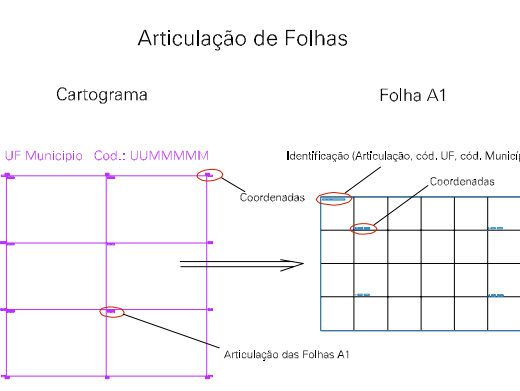 Articulação de Folhas
Cartograma
Folha A1
UF Municipio Cod.: UUMMMMM
Identificação (Articulação, cód. UF, cód.
Coordenadas
Coordenadas
Articulação das Folhas A1